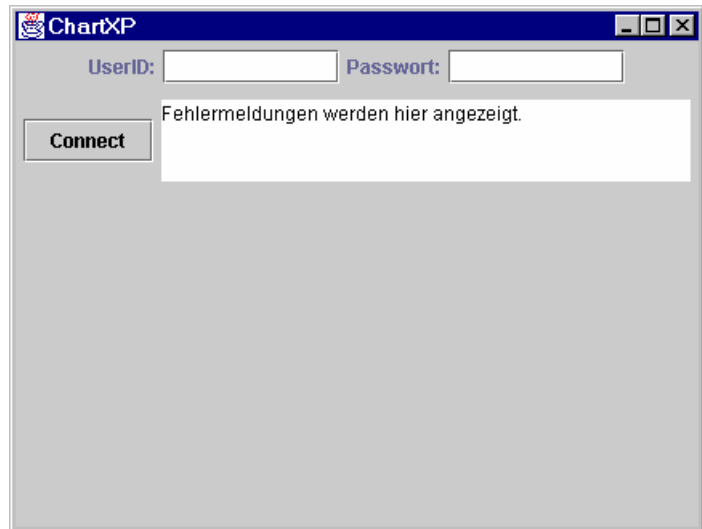 ChartXP
UserID: Passwort:
Fehlermeldungen werden hier angezeigt.
Connect